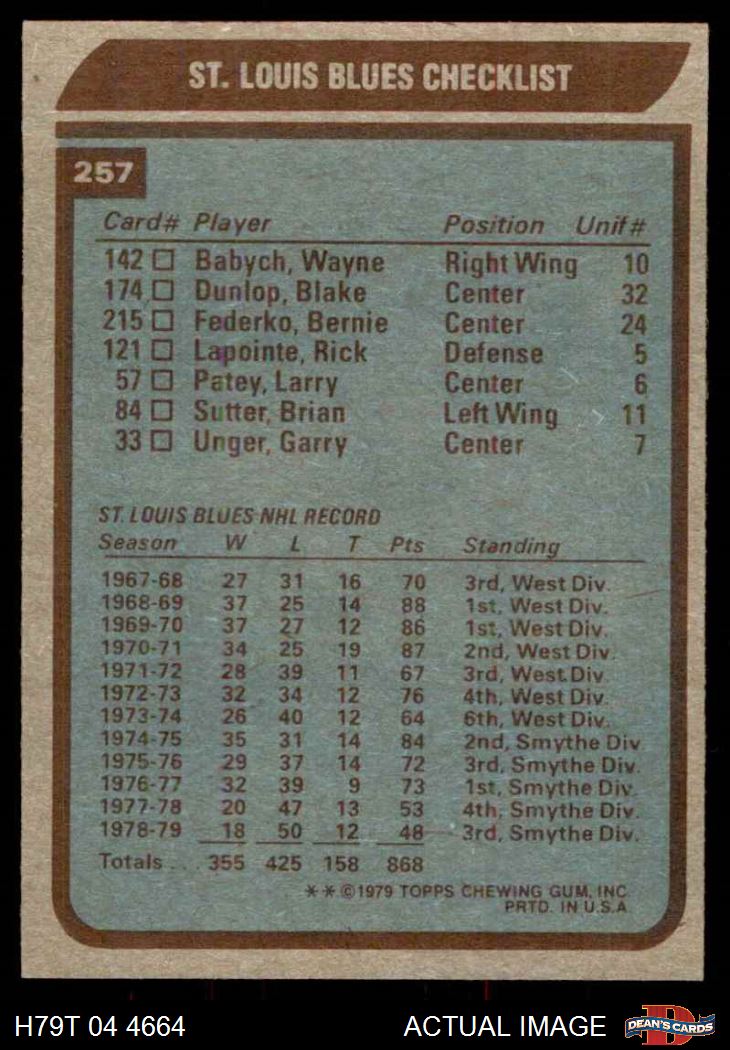 ST. LOUIS BLUES CHECKLIST
257
Card# Player Position Unif#
142 □ Babych, Wayne Right Wing 10
174 □ Dunlop, Blake Center 32
215 □ Federko, Bernie Center 24
121 □ Lapointe, Rick Defense 5
57 □ Patey, Larry Center 6
84 □ Sutter, Brian Left Wing 11
33 □ Unger, Garry Center 7
ST. LOUIS BLUES NHL RECORD
Season W L T Pts Standing
1967-68 27 31 16 70 3rd, West Div.
1968-69 37 25 14 88 1st, West Div.
1969-70 37 27 12 86 1st, West Div.
1970-71 34 25 19 87 2nd, West Div.
1971-72 28 39 11 67 3rd, West Div.
1972-73 32 34 12 76 4th, West Div.
1973-74 26 40 12 64 6th, West Div.
1974-75 35 31 14 84 2nd, Smythe Div.
1975-76 29 37 14 72 3rd, Smythe Div.
1976-77 32 39 9 73 1st, Smythe Div.
1977-78 20 47 13 53 4th, Smythe Div.
1978-79 18 50 12 48 3rd, Smythe Div.
Totals ... 355 425 158 868
** ©1979 TOPPS CHEWING GUM, INC.
PRTD. IN U.S.A.
H79T 04 4664 ACTUAL IMAGE D DEAN'S CARDS